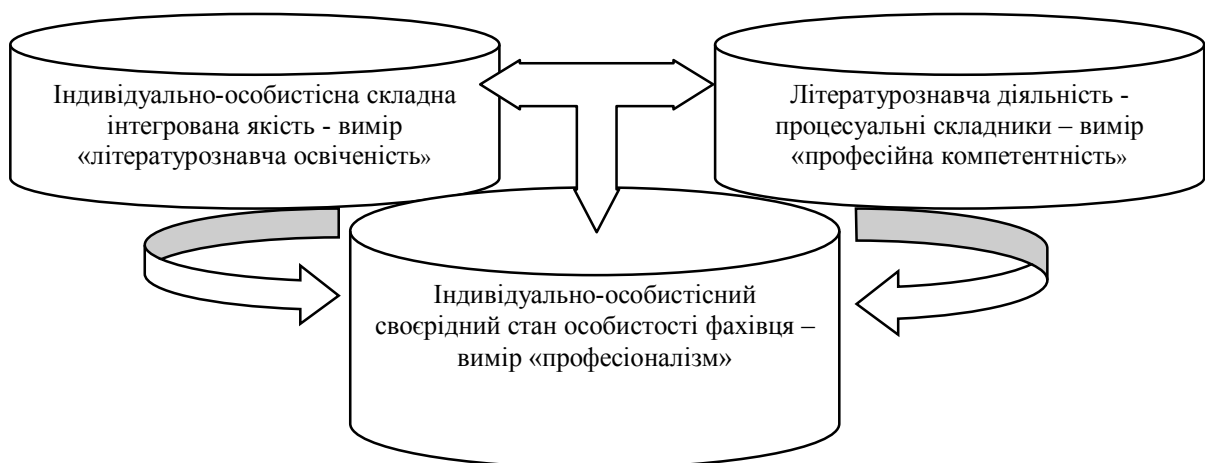 Індивідуально-особистісна складна
інтегрована якість - вимір
«літературознавча освіченість»
Літературознавча діяльність -
процесуальні складники – вимір
«професійна компетентність»
Індивідуально-особистісний
своєрідний стан особистості фахівця –
вимір «професіоналізм»